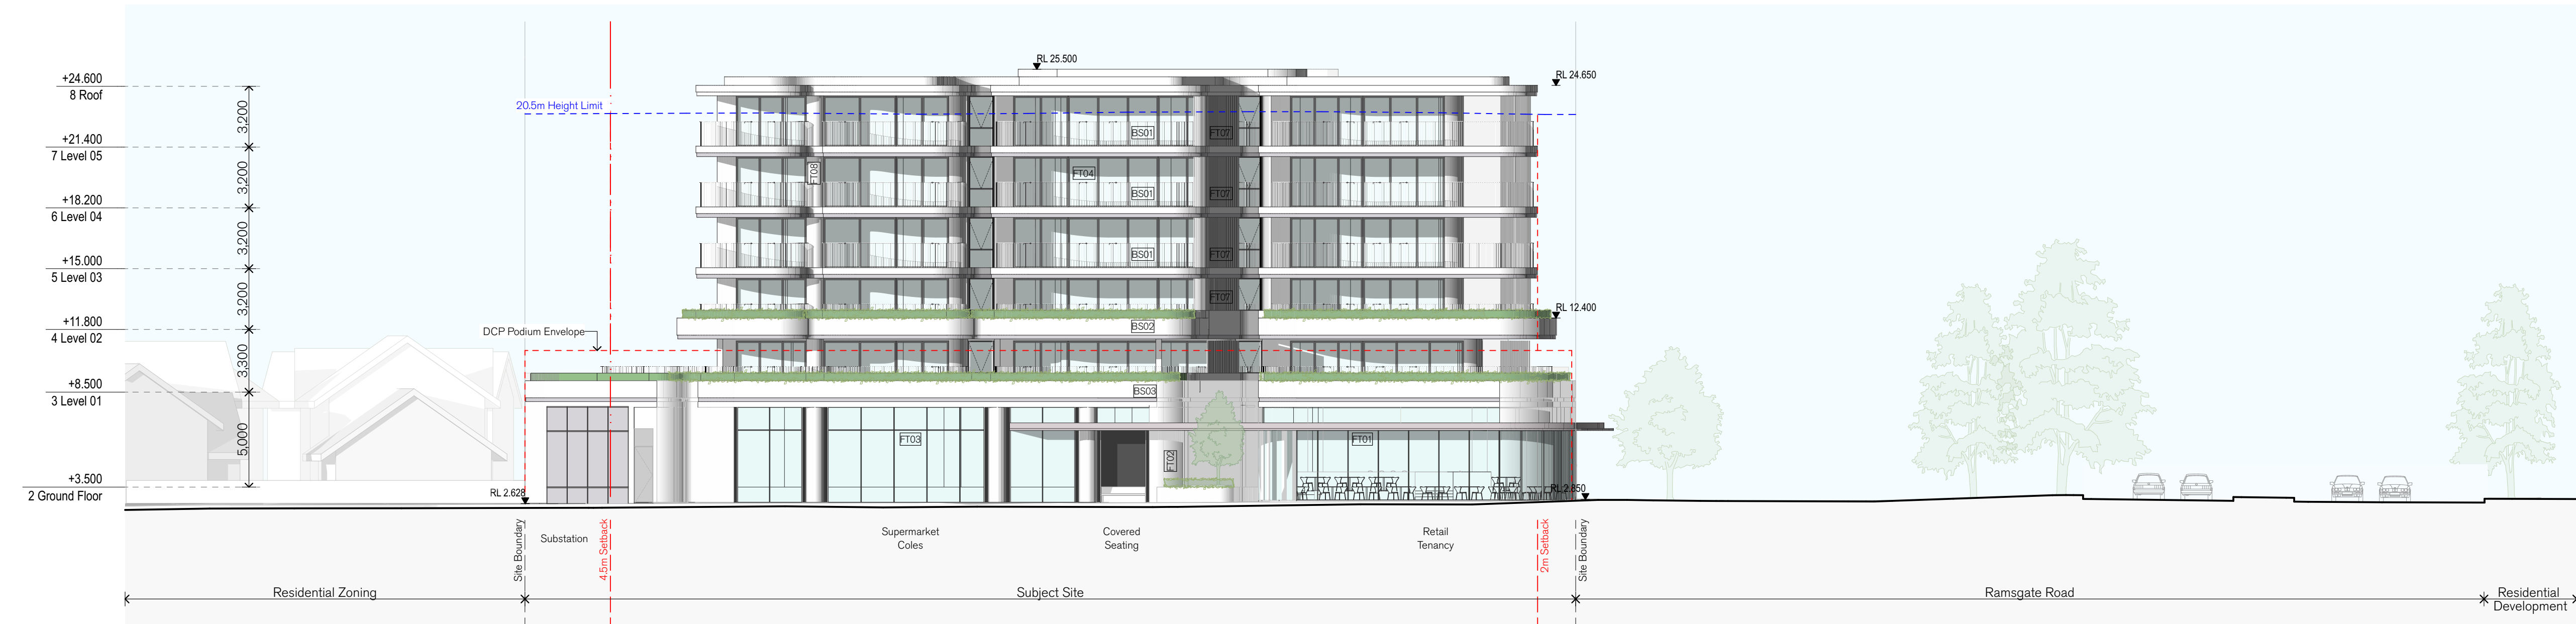 RL 25.500
RL 24.650
+24.600
8 Roof
20.5m Height Limit
3,200
BS01
FT07
+21.400
7 Level 05
FT08
FT04
3,200
BS01
FT07
+18.200
6 Level 04
3,200
BS01
FT07
+15.000
5 Level 03
3,200
FT07
RL 12.400
+11.800
4 Level 02
DCP Podium Envelope
BS02
3,300
+8.500
3 Level 01
BS03
5,000
FT03
FT02
FT01
+3.500
2 Ground Floor
RL 2.628
RL 2.850
Site Boundary
Substation
4.5m Setback
Supermarket
Coles
Covered
Seating
Retail
Tenancy
2m Setback
Site Boundary
Residential Zoning
Subject Site
Ramsgate Road
Residential
Development